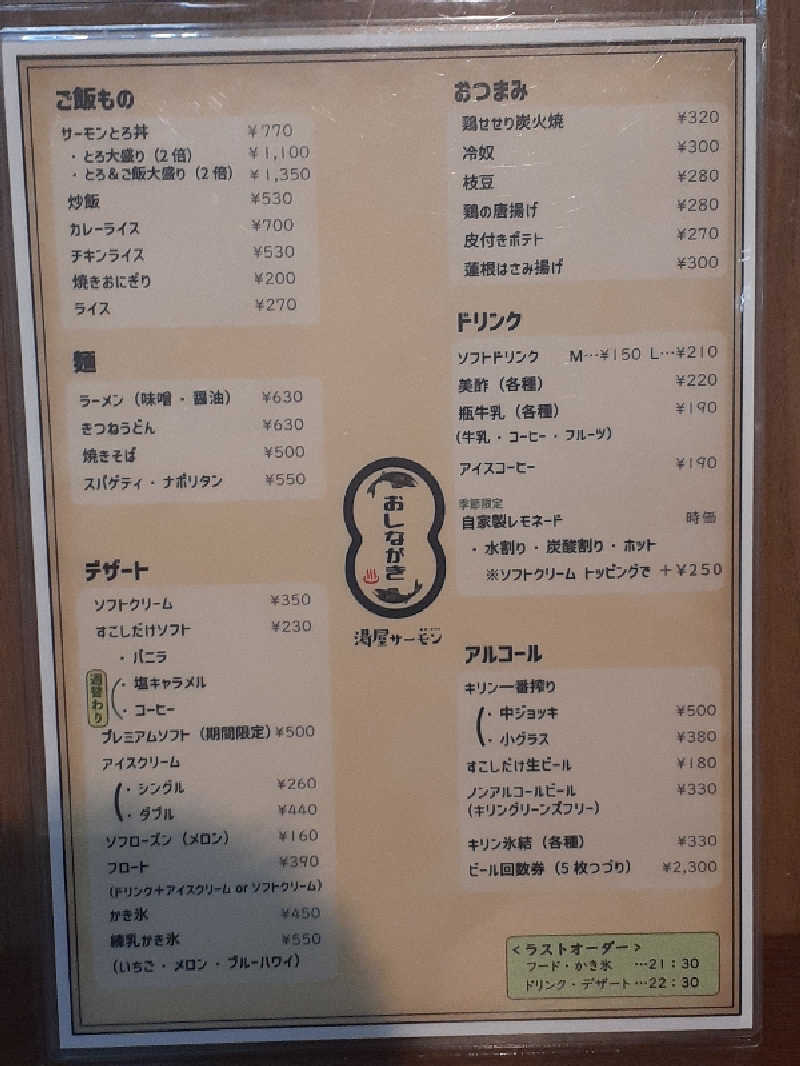 ご飯もの
サーモンとろ丼 ¥770
・とろ大盛り（2倍） ¥1,100
・とろ&ご飯大盛り（2倍） ¥1,350
炒飯 ¥530
カレーライス ¥700
チキンライス ¥530
焼きおにぎり ¥200
ライス ¥270
麺
ラーメン（味噌・醤油） ¥630
きつねうどん ¥630
焼きそば ¥500
スパゲティ・ナポリタン ¥550
デザート
ソフトクリーム ¥350
すこしだけソフト ¥230
・バニラ
週替わり
・塩キャラメル
・コーヒー
プレミアムソフト（期間限定）¥500
アイスクリーム
・シングル ¥260
・ダブル ¥440
ソフローズン（メロン） ¥160
フロート ¥390
（ドリンク＋アイスクリーム or ソフトクリーム）
かき氷 ¥450
練乳かき氷 ¥550
（いちご・メロン・ブルーハワイ）
おしながき
湯屋サーモン
おつまみ
鶏せせり炭火焼 ¥320
冷奴 ¥300
枝豆 ¥280
鶏の唐揚げ ¥280
皮付きポテト ¥270
蓮根はさみ揚げ ¥300
ドリンク
ソフトドリンク M…¥150 L…¥210
美酢（各種） ¥220
瓶牛乳（各種） ¥190
（牛乳・コーヒー・フルーツ）
アイスコーヒー ¥190
季節限定
自家製レモネード 時価
・水割り・炭酸割り・ホット
※ソフトクリーム トッピングで ＋¥250
アルコール
キリン一番搾り
・中ジョッキ ¥500
・小グラス ¥380
すこしだけ生ビール ¥180
ノンアルコールビール ¥330
（キリングリーンズフリー）
キリン氷結（各種） ¥330
ビール回数券（5枚つづり） ¥2,300
＜ラストオーダー＞
フード・かき氷 …21：30
ドリンク・デザート…22：30